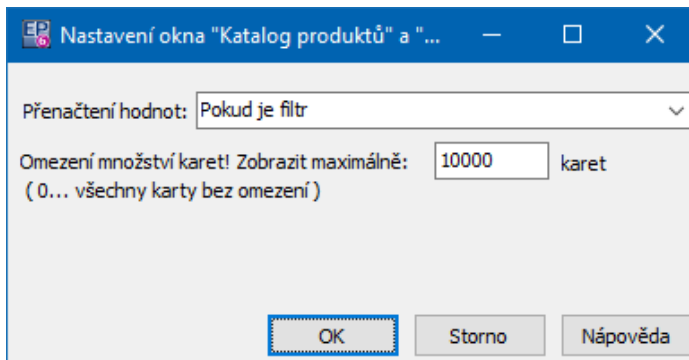 Nastavení okna "Katalog produktů" a "...
Přenačtení hodnot: Pokud je filtr
Omezení množství karet! Zobrazit maximálně: 10000 karet
( 0... všechny karty bez omezení )
OK Storno Nápověda